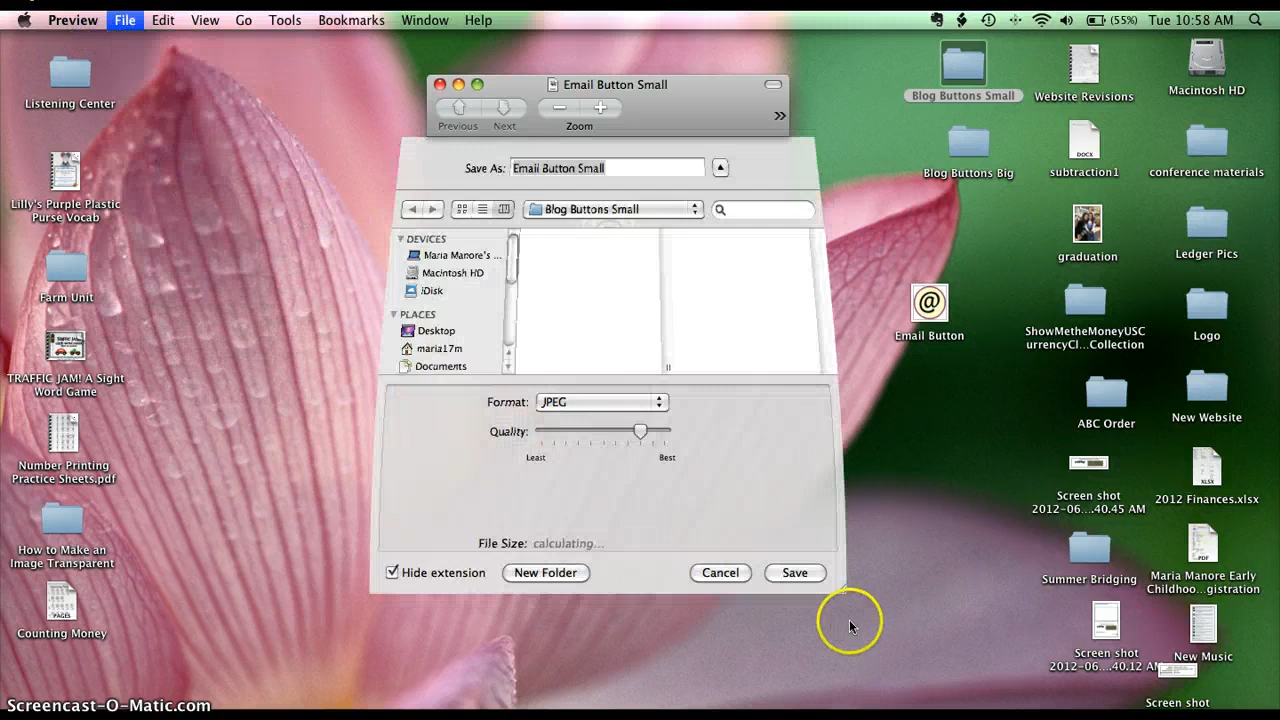 Preview File Edit View Go Tools Bookmarks Window Help (55%) Tue 10:58 AM
Listening Center
Lilly's Purple Plastic
Purse Vocab
Farm Unit
TRAFFIC JAM! A Sight
Word Game
Number Printing
Practice Sheets.pdf
How to Make an
Image Transparent
Counting Money
Email Button Small
Previous Next Zoom
Save As: Email Button Small
Blog Buttons Small
DEVICES
Maria Manore's ...
Macintosh HD
iDisk
PLACES
Desktop
maria17m
Documents
Format: JPEG
Quality:
Least Best
File Size: calculating...
Hide extension New Folder Cancel Save
Blog Buttons Small
Website Revisions
Macintosh HD
Blog Buttons Big
DOCX
subtraction1
conference materials
graduation
Ledger Pics
@
Email Button
ShowMetheMoneyUSC
urrencyCl...Collection
Logo
ABC Order
New Website
Screen shot
2012-06....40.45 AM
XLSX
2012 Finances.xlsx
Summer Bridging
PDF
Maria Manore Early
Childhoo...gistration
Screen shot
2012-06....40.12 AM
New Music
PAGES
Screen shot
Screencast-O-Matic.com